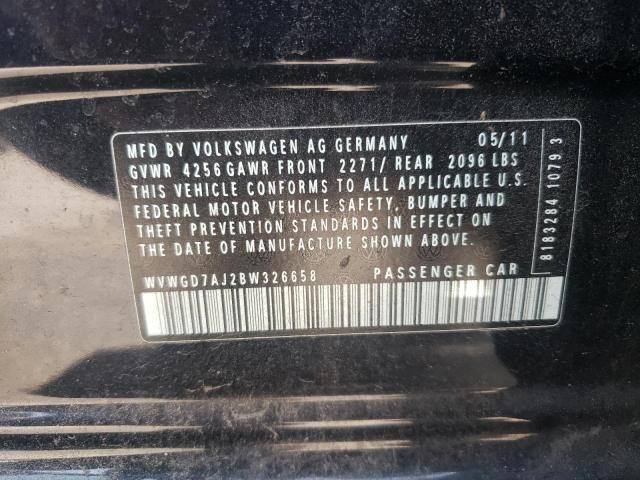 MFD BY VOLKSWAGEN AG GERMANY 05/11
GVWR 4256 GAWR FRONT 2271/ REAR 2096 LBS
THIS VEHICLE CONFORMS TO ALL APPLICABLE U.S.
FEDERAL MOTOR VEHICLE SAFETY, BUMPER AND
THEFT PREVENTION STANDARDS IN EFFECT ON
THE DATE OF MANUFACTURE SHOWN ABOVE.
WVWGD7AJ2BW326658 PASSENGER CAR
8183284 1079 3